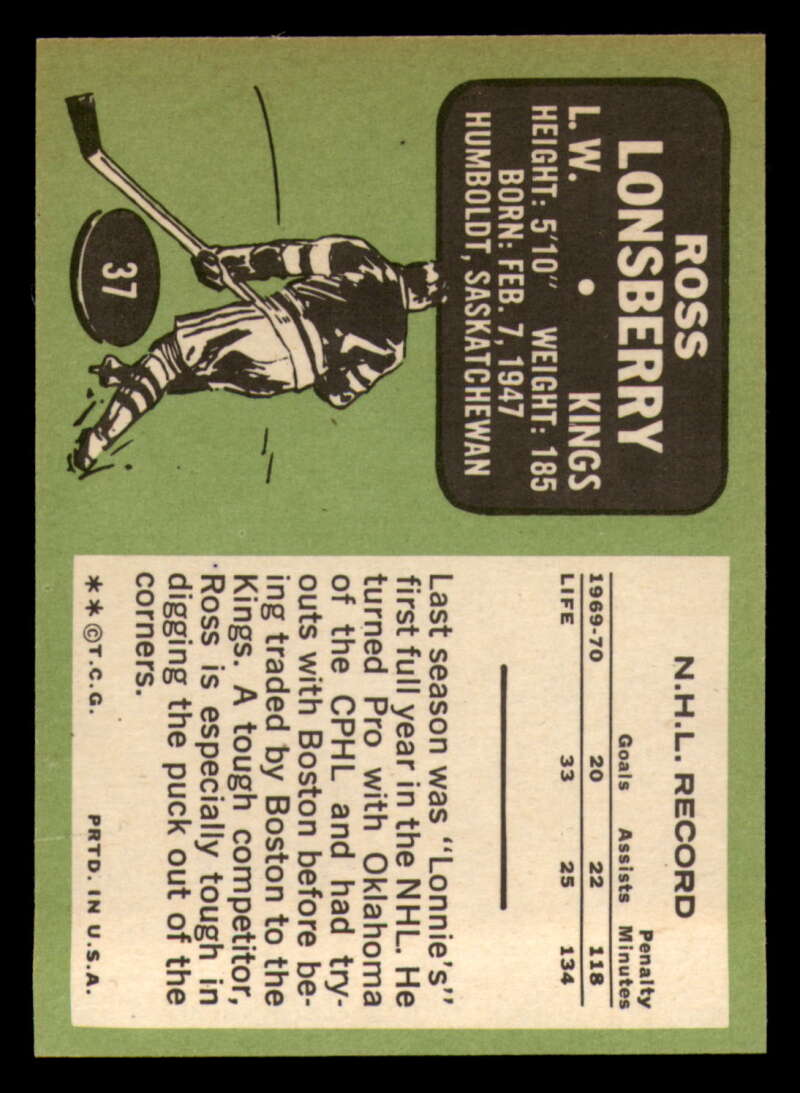 ROSS
LONSBERRY
L.W. • KINGS
HEIGHT: 5'10" WEIGHT: 185
BORN: FEB. 7, 1947
HUMBOLDT, SASKATCHEWAN
37
N.H.L. RECORD
Penalty
Goals Assists Minutes
1969-70 20 22 118
LIFE 33 25 134
Last season was "Lonnie's"
first full year in the NHL. He
turned Pro with Oklahoma
of the CPHL and had try-
outs with Boston before be-
ing traded by Boston to the
Kings. A tough competitor,
Ross is especially tough in
digging the puck out of the
corners.
**©T.C.G. PRTD. IN U.S.A.